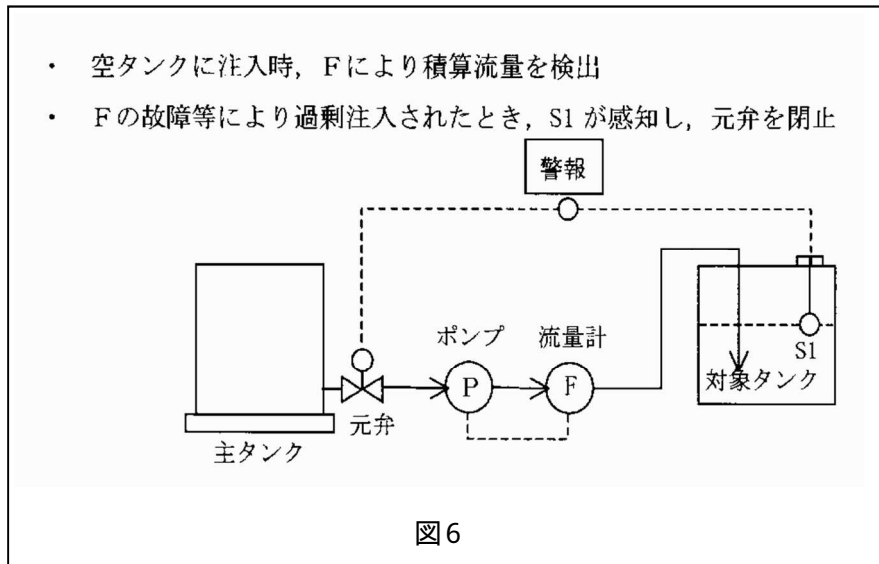 ・ 空タンクに注入時，Fにより積算流量を検出
・ Fの故障等により過剰注入されたとき，S1が感知し，元弁を閉止
警報
ポンプ 流量計
P F
S1
対象タンク
元弁
主タンク
図6